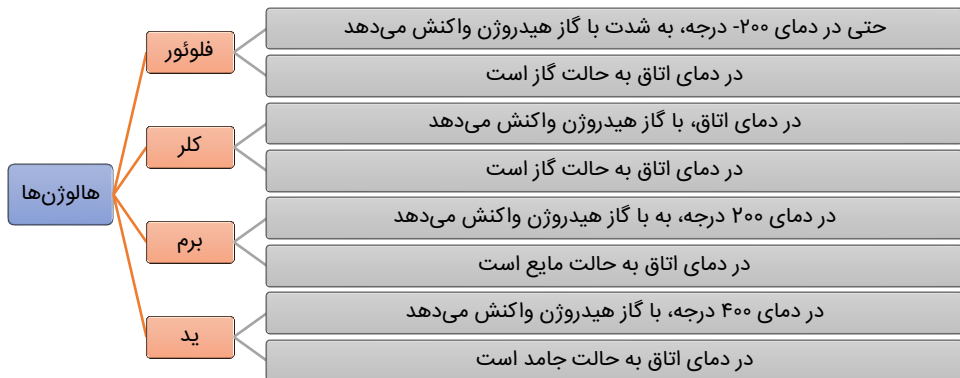 هالوژن‌ها
فلوئور
حتی در دمای ۲۰۰- درجه، به شدت با گاز هیدروژن واکنش می‌دهد
در دمای اتاق به حالت گاز است
کلر
در دمای اتاق، با گاز هیدروژن واکنش می‌دهد
در دمای اتاق به حالت گاز است
برم
در دمای ۲۰۰ درجه، به با گاز هیدروژن واکنش می‌دهد
در دمای اتاق به حالت مایع است
ید
در دمای ۴۰۰ درجه، با گاز هیدروژن واکنش می‌دهد
در دمای اتاق به حالت جامد است